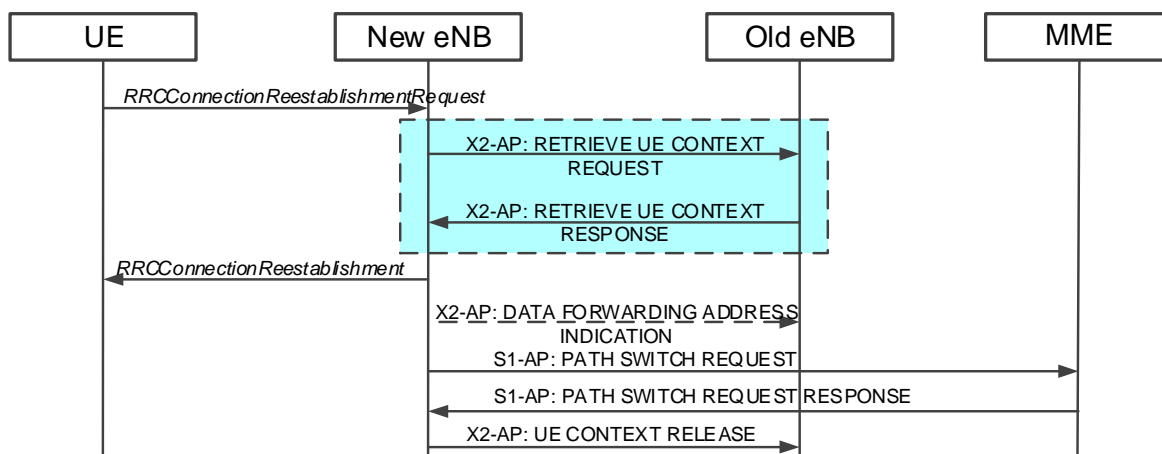 UE
New eNB
Old eNB
MME
RRCConnectionReestablishmentRequest
X2-AP: RETRIEVE UE CONTEXT
REQUEST
X2-AP: RETRIEVE UE CONTEXT
RESPONSE
RRCConnectionReestablishment
X2-AP: DATA FORWARDING ADDRESS
INDICATION
S1-AP: PATH SWITCH REQUEST
S1-AP: PATH SWITCH REQUEST RESPONSE
X2-AP: UE CONTEXT RELEASE